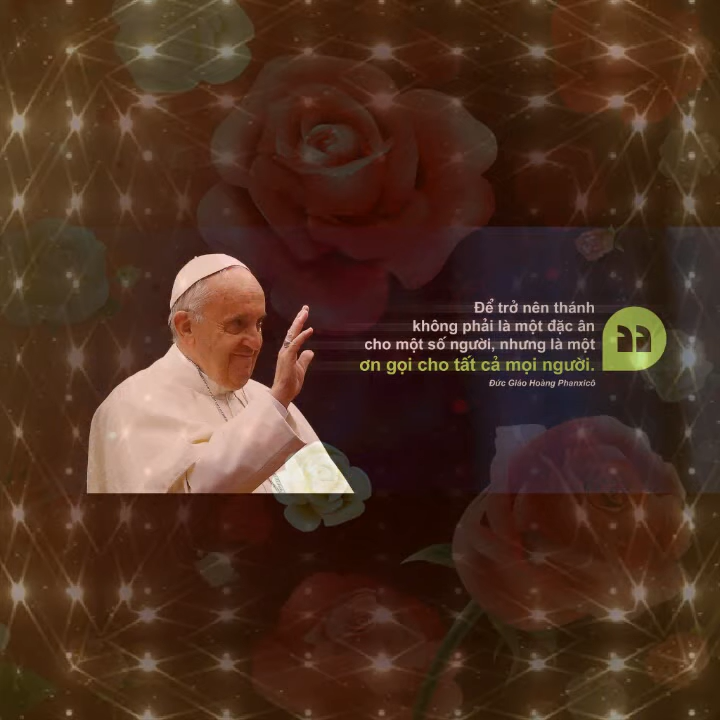 Để trở nên thánh
không phải là một đặc ân
cho một số người, nhưng là một
ơn gọi cho tất cả mọi người.
Đức Giáo Hoàng Phanxicô